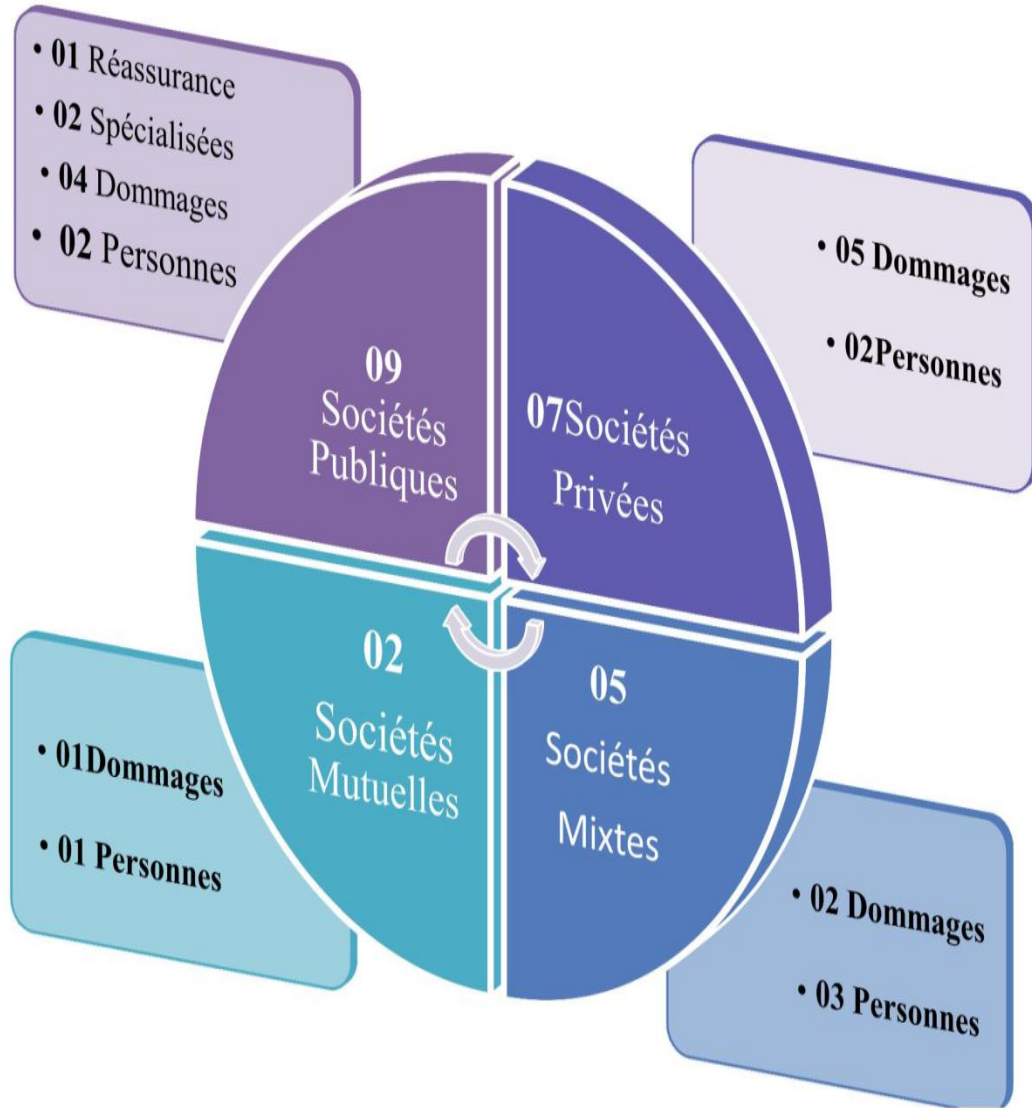 • 01 Réassurance
• 02 Spécialisées
• 04 Dommages
• 02 Personnes
• 05 Dommages
• 02Personnes
09
Sociétés
Publiques
07Sociétés
Privées
02
Sociétés
Mutuelles
05
Sociétés
Mixtes
• 01Dommages
• 01 Personnes
• 02 Dommages
• 03 Personnes